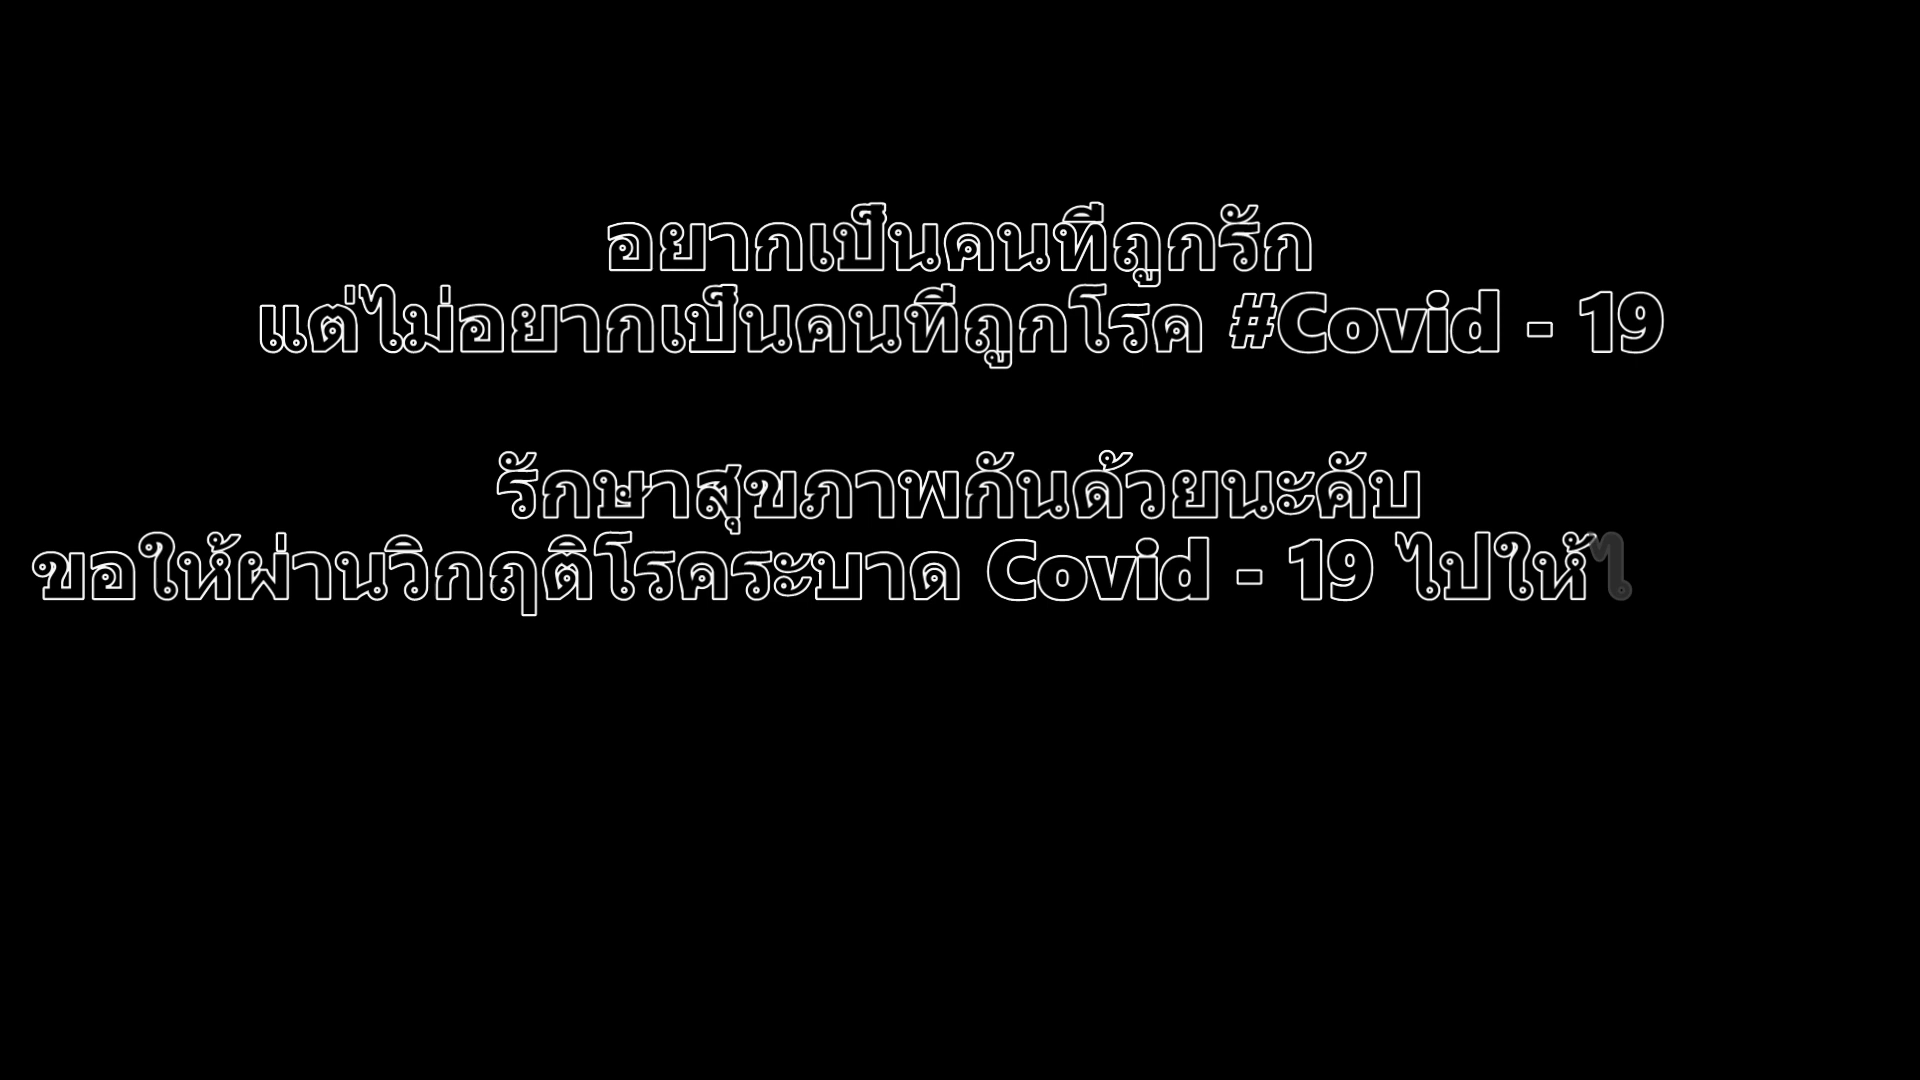 อยากเป็นคนที่ถูกรัก
แต่ไม่อยากเป็นคนที่ถูกโรค #Covid - 19
รักษาสุขภาพกันด้วยนะคับ
ขอให้ผ่านวิกฤติโรคระบาด Covid - 19 ไปให้ไ